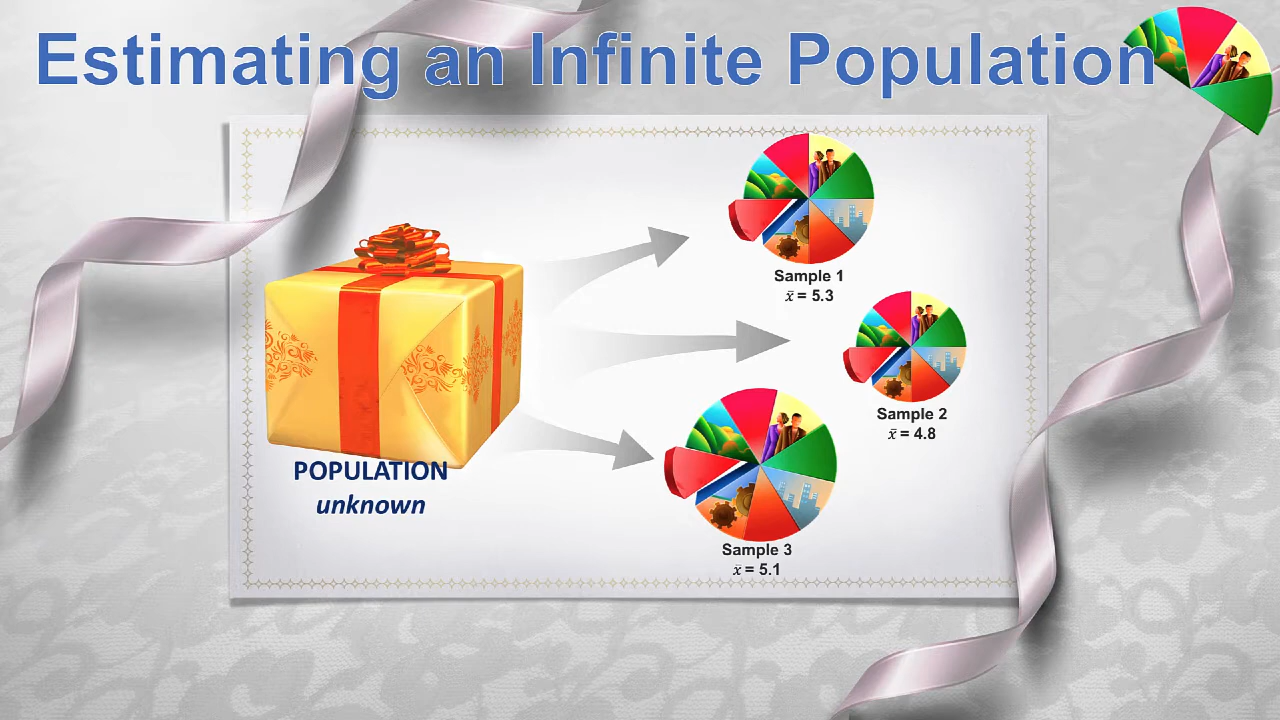 Estimating an Infinite Population
POPULATION
unknown
Sample 1
x̄ = 5.3
Sample 2
x̄ = 4.8
Sample 3
x̄ = 5.1